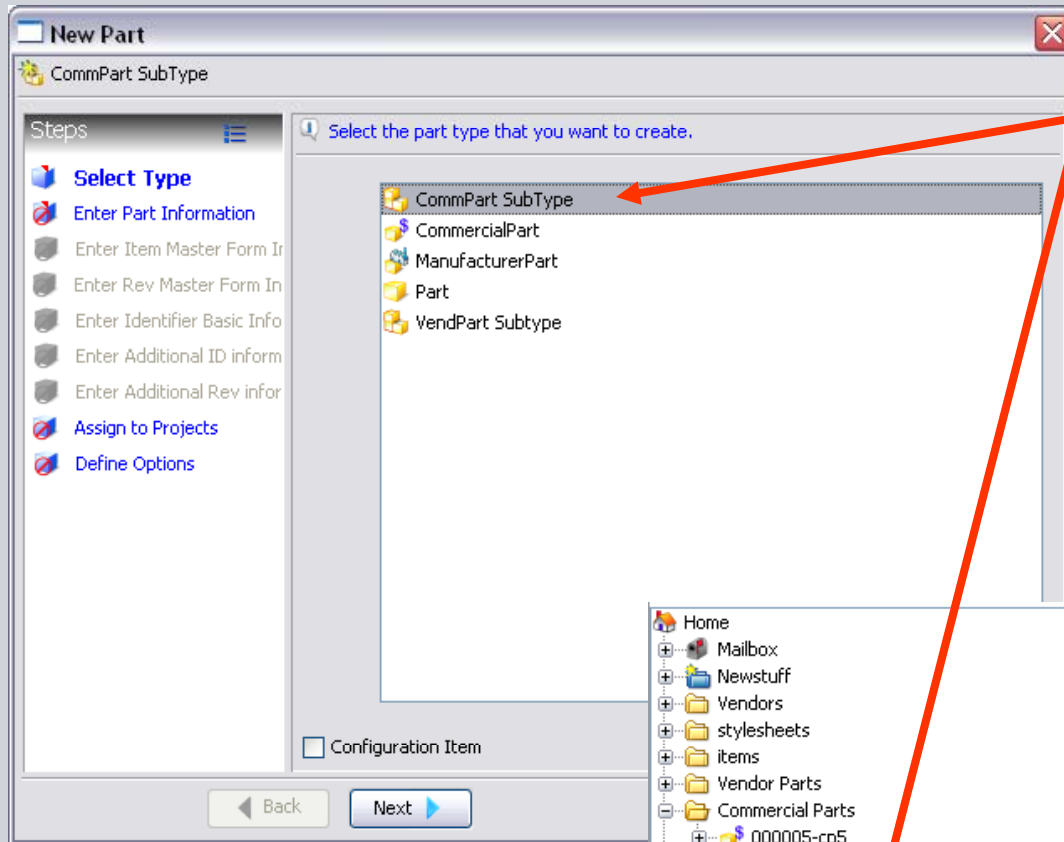 New Part
CommPart SubType
Steps
Select Type
Enter Part Information
Enter Item Master Form Ir
Enter Rev Master Form In
Enter Identifier Basic Info
Enter Additional ID inform
Enter Additional Rev infor
Assign to Projects
Define Options
Select the part type that you want to create.
CommPart SubType
CommercialPart
ManufacturerPart
Part
VendPart Subtype
Configuration Item
Back
Next
Home
Mailbox
Newstuff
Vendors
stylesheets
items
Vendor Parts
Commercial Parts
000005-cp5